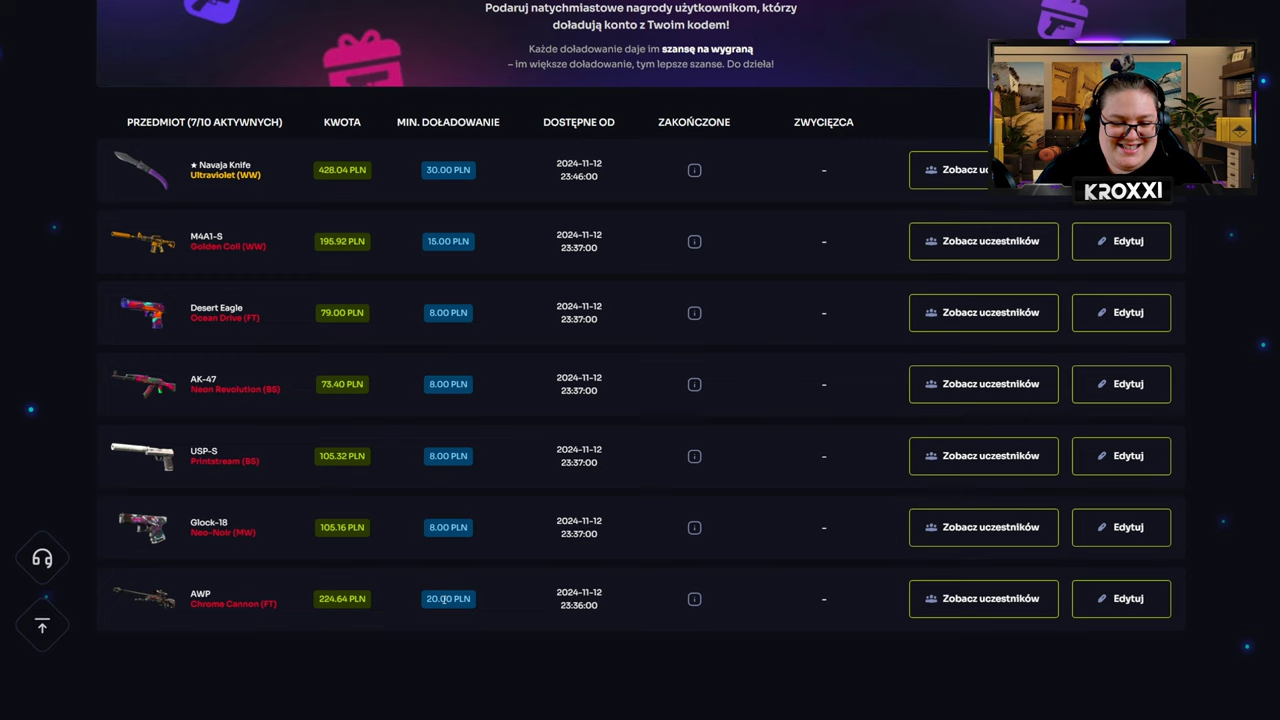 Podaruj natychmiastowe nagrody użytkownikom, którzy
doładują konto z Twoim kodem!
Każde doładowanie daje im szansę na wygraną
– im większe doładowanie, tym lepsze szanse. Do dzieła!
KROXXI
PRZEDMIOT (7/10 AKTYWNYCH) KWOTA MIN. DOŁADOWANIE DOSTĘPNE OD ZAKOŃCZONE ZWYCIĘZCA
★ Navaja Knife
Ultraviolet (WW)
428.04 PLN 30.00 PLN
2024-11-12
23:46:00
-
Zobacz uc
M4A1-S
Golden Coil (WW)
195.92 PLN 15.00 PLN
2024-11-12
23:37:00
-
Zobacz uczestników Edytuj
Desert Eagle
Ocean Drive (FT)
79.00 PLN 8.00 PLN
2024-11-12
23:37:00
-
Zobacz uczestników Edytuj
AK-47
Neon Revolution (BS)
73.40 PLN 8.00 PLN
2024-11-12
23:37:00
-
Zobacz uczestników Edytuj
USP-S
Printstream (BS)
105.32 PLN 8.00 PLN
2024-11-12
23:37:00
-
Zobacz uczestników Edytuj
Glock-18
Neo-Noir (MW)
105.16 PLN 8.00 PLN
2024-11-12
23:37:00
-
Zobacz uczestników Edytuj
AWP
Chrome Cannon (FT)
224.64 PLN 20.00 PLN
2024-11-12
23:36:00
-
Zobacz uczestników Edytuj